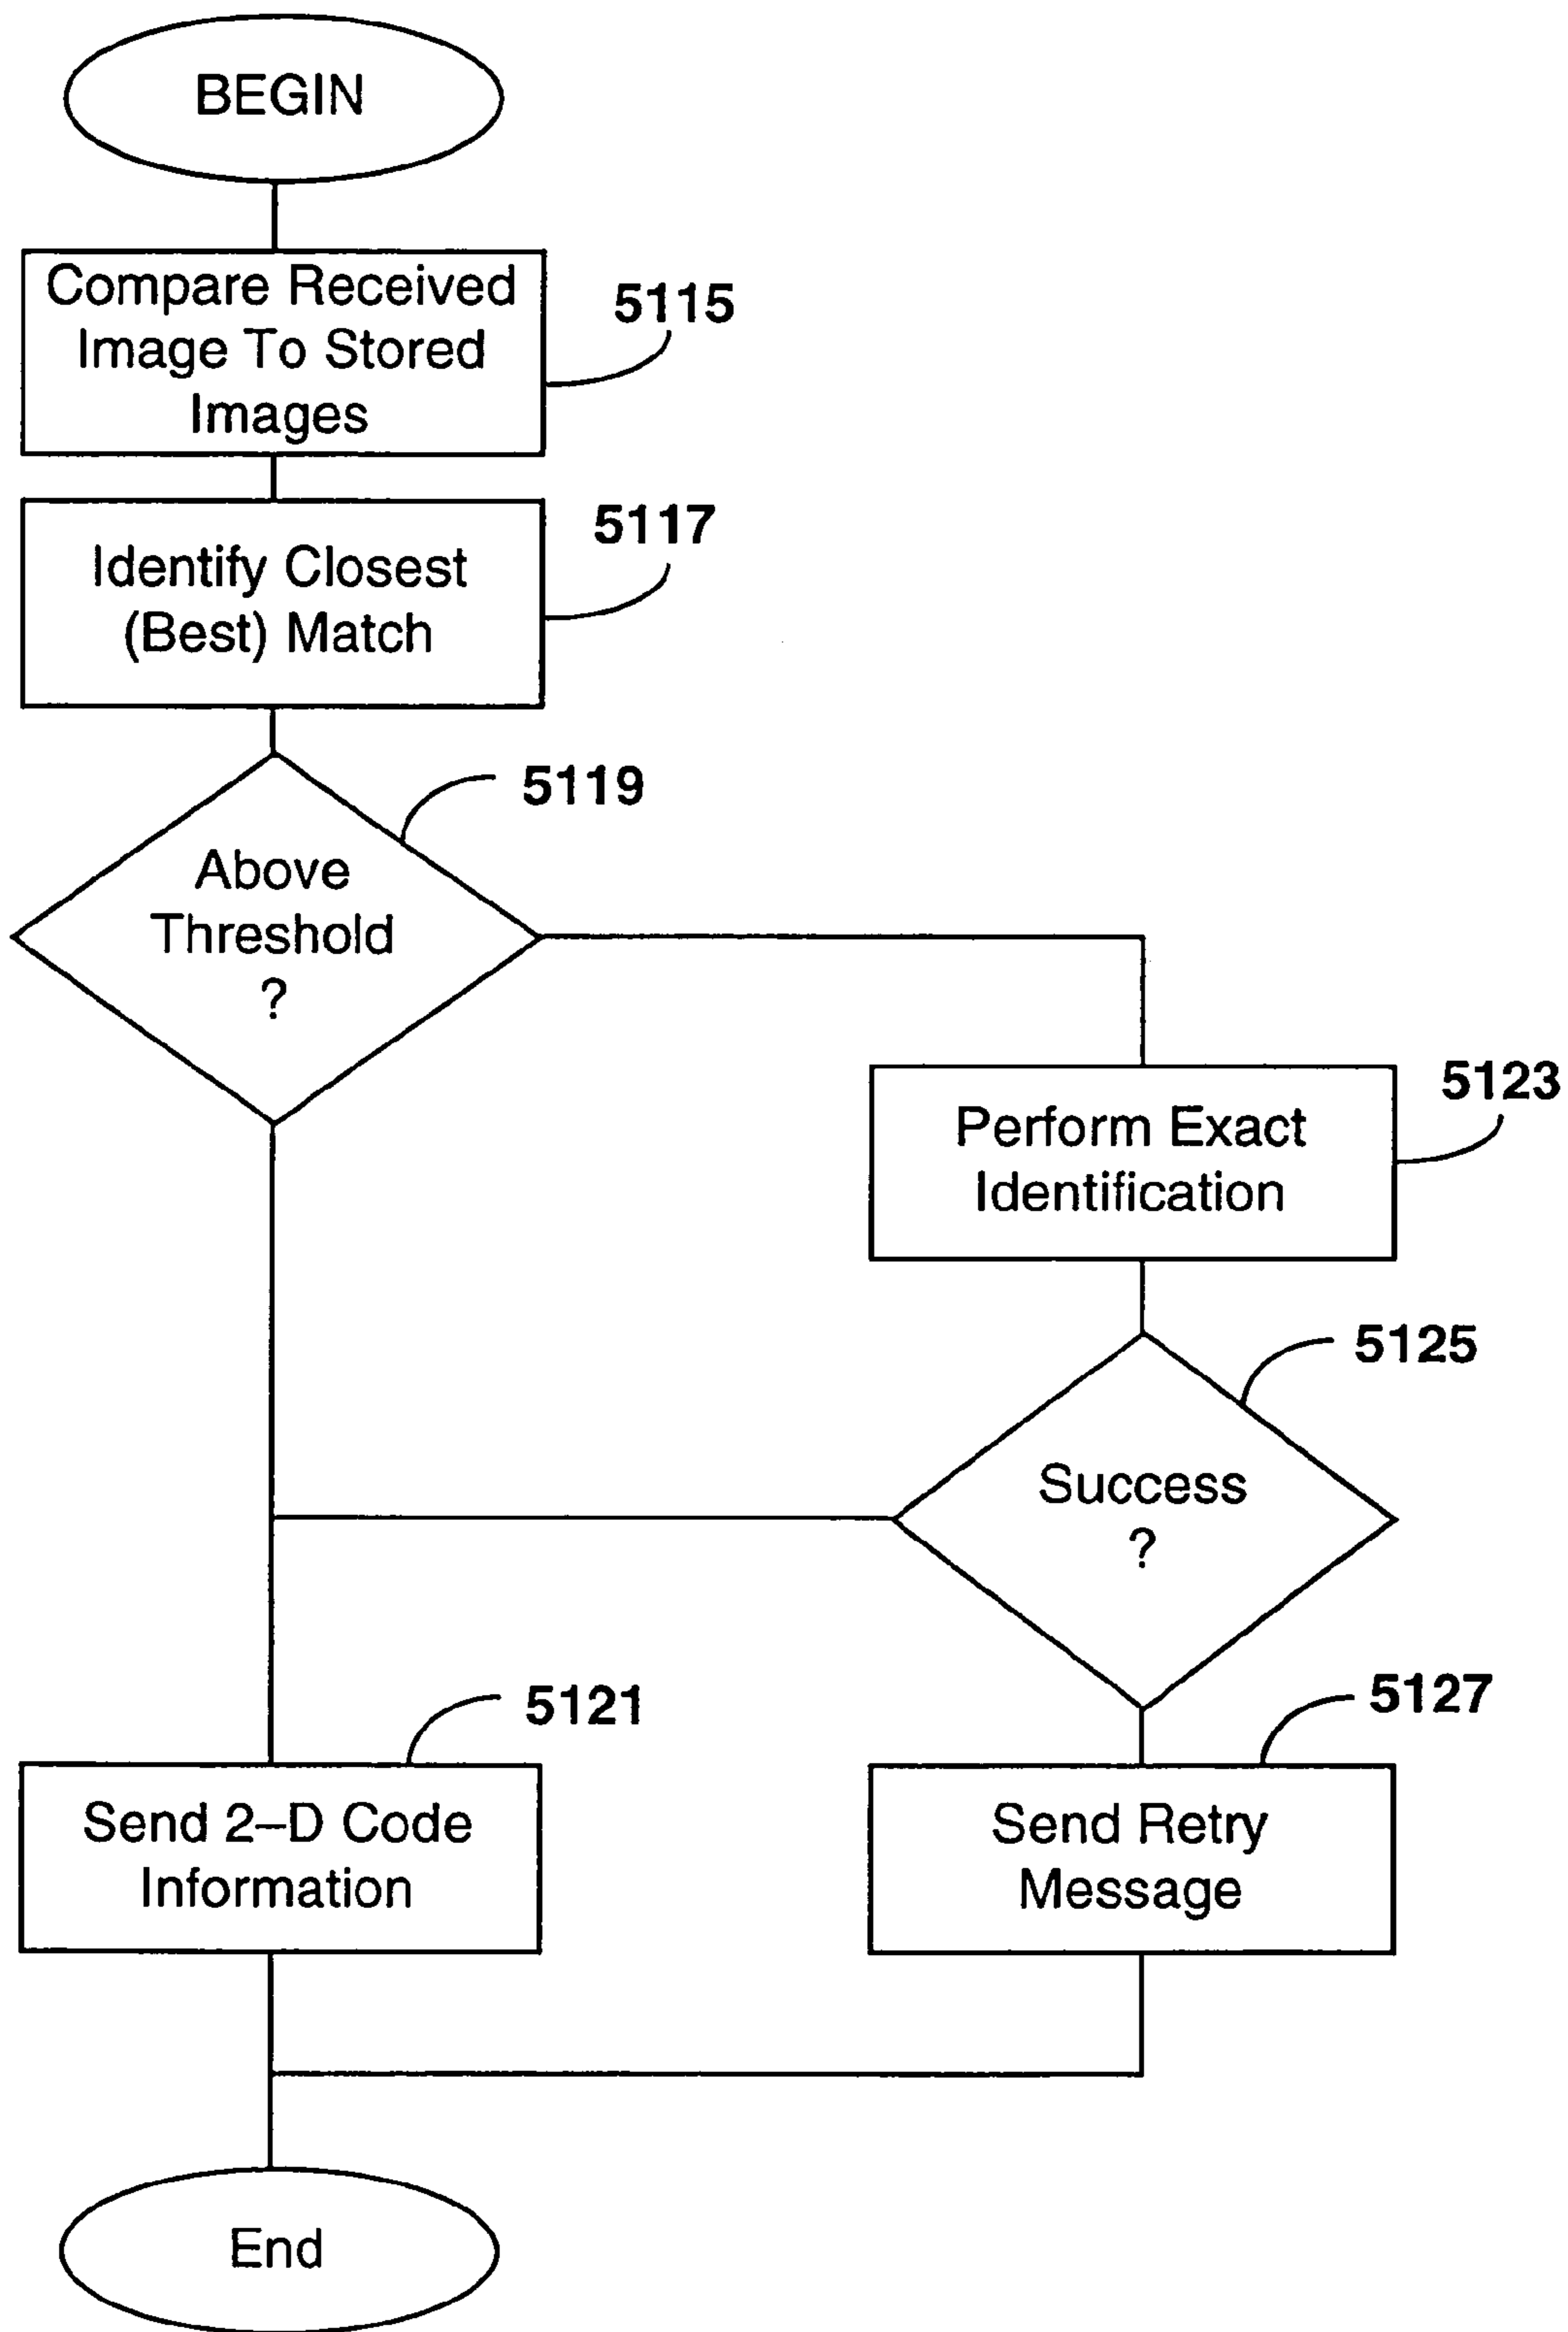 BEGIN
Compare Received
Image To Stored
Images
5115
Identify Closest
(Best) Match
5117
5119
Above
Threshold
?
5123
Perform Exact
Identification
5125
Success
?
5121
Send 2–D Code
Information
5127
Send Retry
Message
End